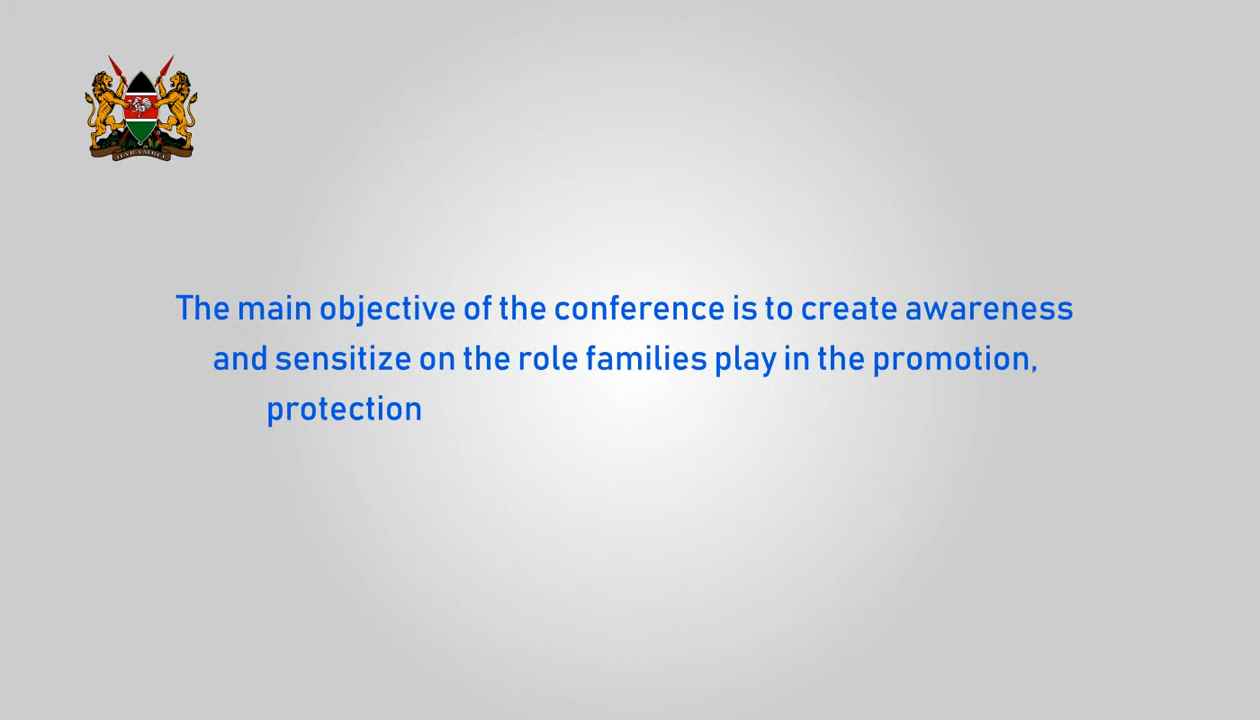 HARAMBEE
The main objective of the conference is to create awareness
and sensitize on the role families play in the promotion,
protection